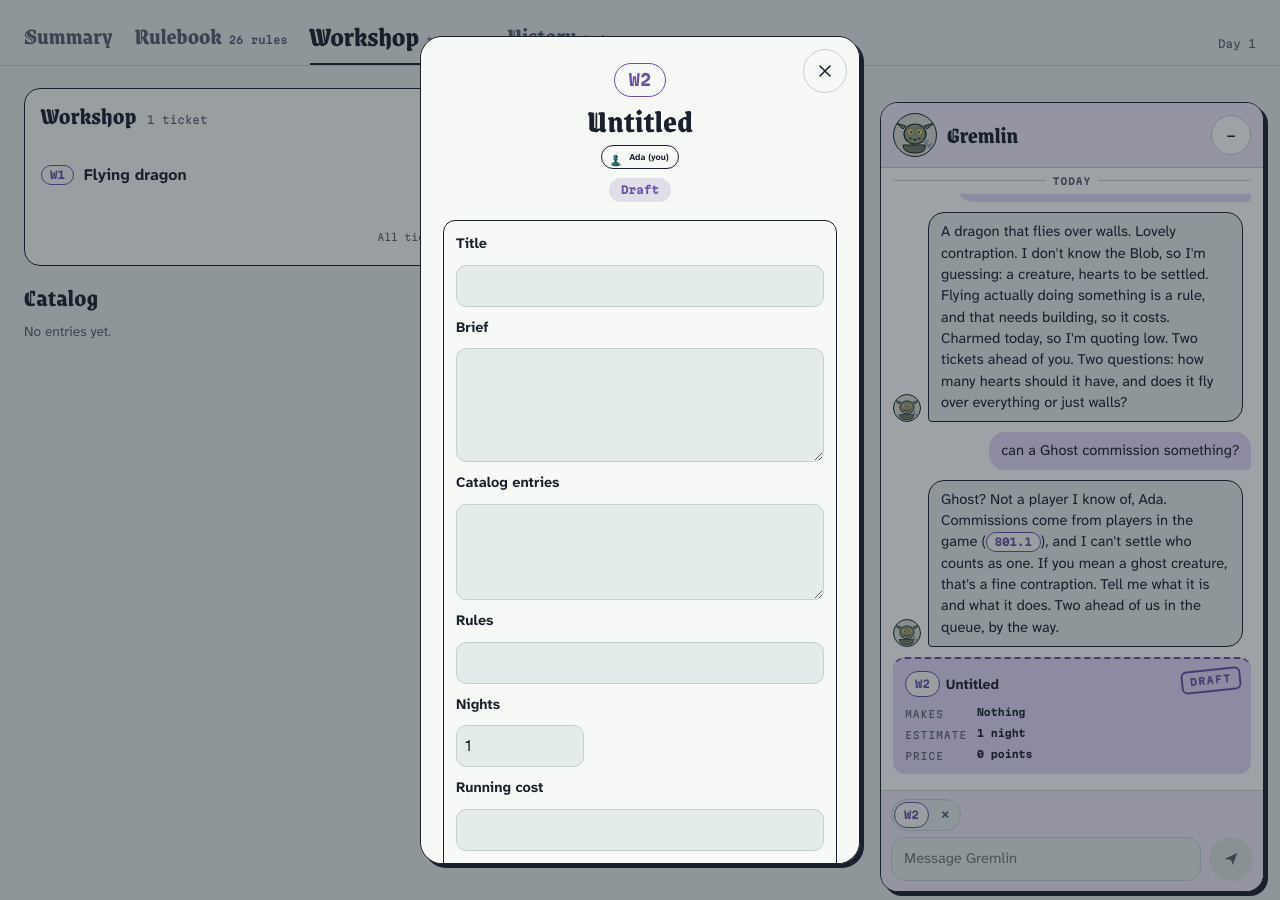 Summary
Rulebook 26 rules
Workshop
Day 1
Workshop 1 ticket
W1 Flying dragon
Catalog
No entries yet.
W2
Untitled
Ada (you)
Draft
Title
Brief
Catalog entries
Rules
Nights
1
Running cost
Gremlin
TODAY
A dragon that flies over walls. Lovely
contraption. I don't know the Blob, so I'm
guessing: a creature, hearts to be settled.
Flying actually doing something is a rule,
and that needs building, so it costs.
Charmed today, so I'm quoting low. Two
tickets ahead of you. Two questions: how
many hearts should it have, and does it fly
over everything or just walls?
can a Ghost commission something?
Ghost? Not a player I know of, Ada.
Commissions come from players in the
game (801.1), and I can't settle who
counts as one. If you mean a ghost creature,
that's a fine contraption. Tell me what it is
and what it does. Two ahead of us in the
queue, by the way.
W2 Untitled
DRAFT
MAKES Nothing
ESTIMATE 1 night
PRICE 0 points
W2 ×
Message Gremlin